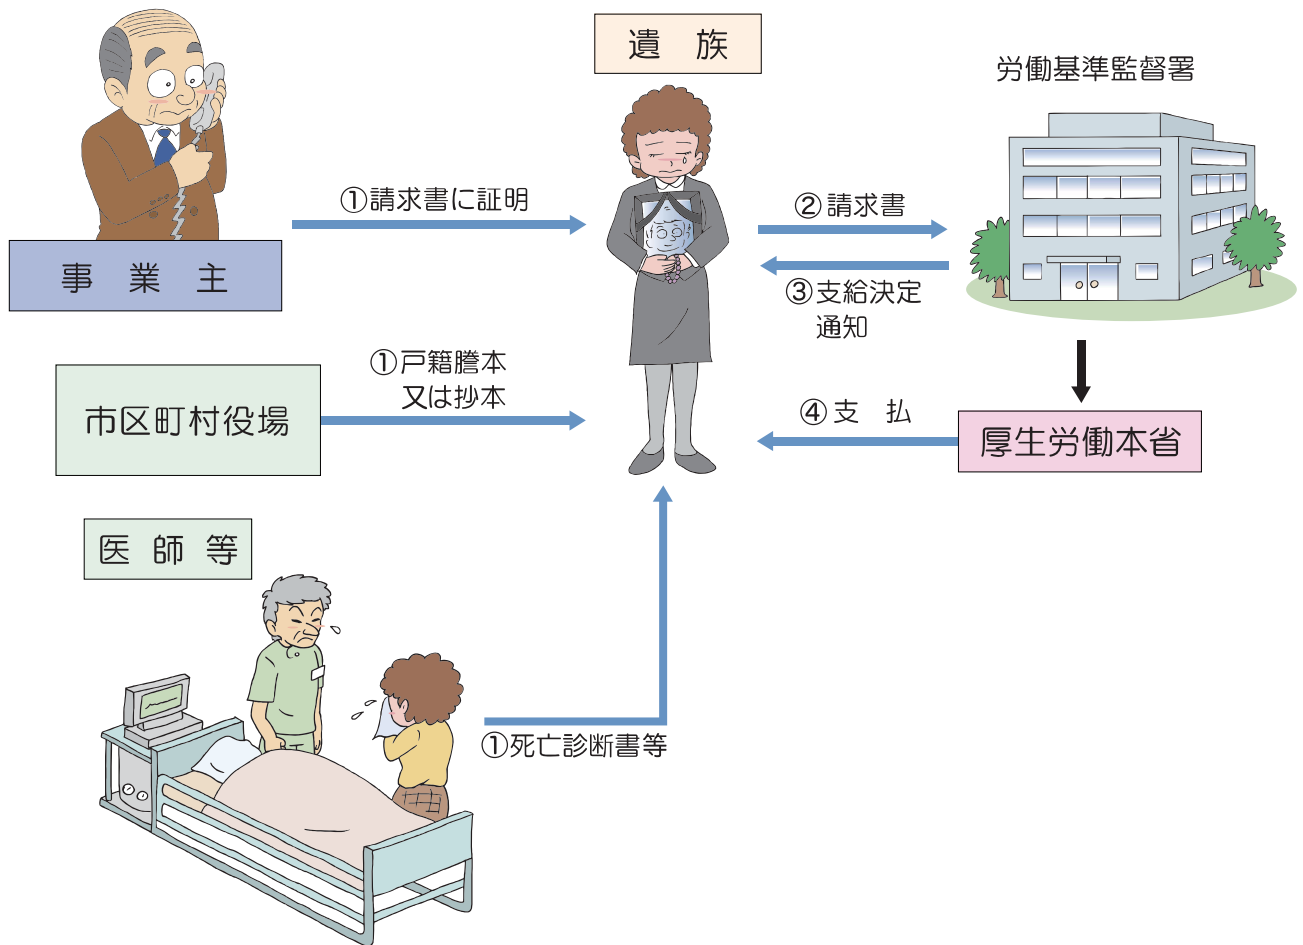 遺族
労働基準監督署
①請求書に証明
②請求書
事業主
③支給決定
通知
①戸籍謄本
又は抄本
市区町村役場
④支払
厚生労働本省
医師等
①死亡診断書等